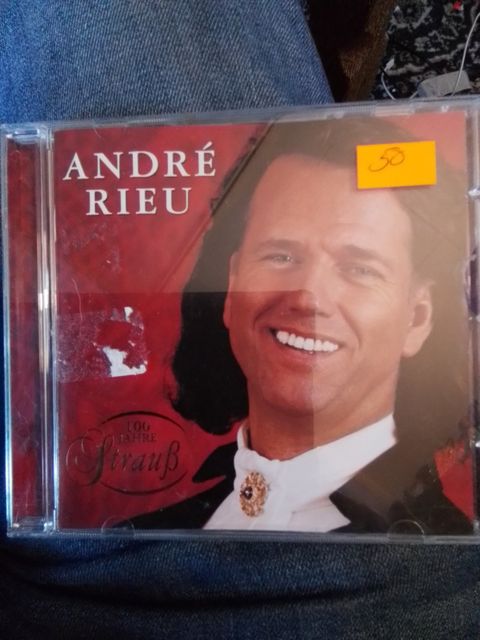 ANDRÉ
RIEU
50
100
JAHRE
Strauß